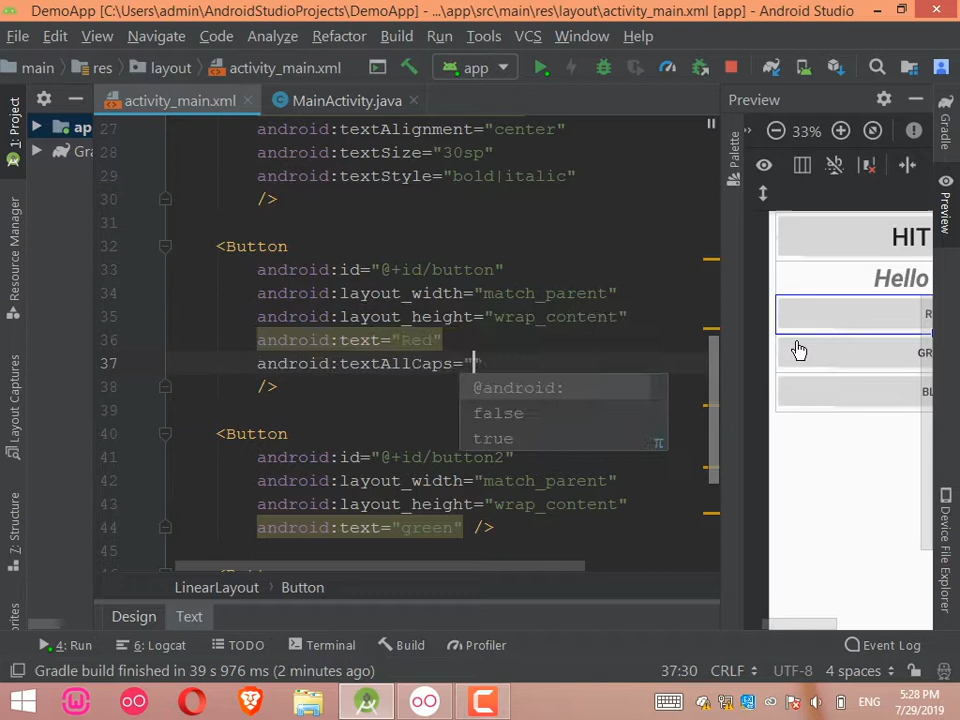 DemoApp [C:\Users\admin\AndroidStudioProjects\DemoApp] - ...\app\src\main\res\layout\activity_main.xml [app] - Android Studio
File Edit View Navigate Code Analyze Refactor Build Run Tools VCS Window Help
main res layout activity_main.xml app
activity_main.xml MainActivity.java Preview
1: Project
ap
Gra
Resource Manager
Layout Captures
7: Structure
27 android:textAlignment="center"
28 android:textSize="30sp"
29 android:textStyle="bold|italic"
30 />
31
32 <Button
33 android:id="@+id/button"
34 android:layout_width="match_parent"
35 android:layout_height="wrap_content"
36 android:text="Red"
37 android:textAllCaps=""
38 />
39
40 <Button
41 android:id="@+id/button2"
42 android:layout_width="match_parent"
43 android:layout_height="wrap_content"
44 android:text="green" />
45
@android:
false
true
π
LinearLayout Button
Design Text
Palette
33%
HIT
Hello
R
GR
BL
Gradle
Preview
Device File Explorer
4: Run 6: Logcat TODO Terminal Build Profiler Event Log
Gradle build finished in 39 s 976 ms (2 minutes ago) 37:30 CRLF UTF-8 4 spaces
ENG
5:28 PM
7/29/2019